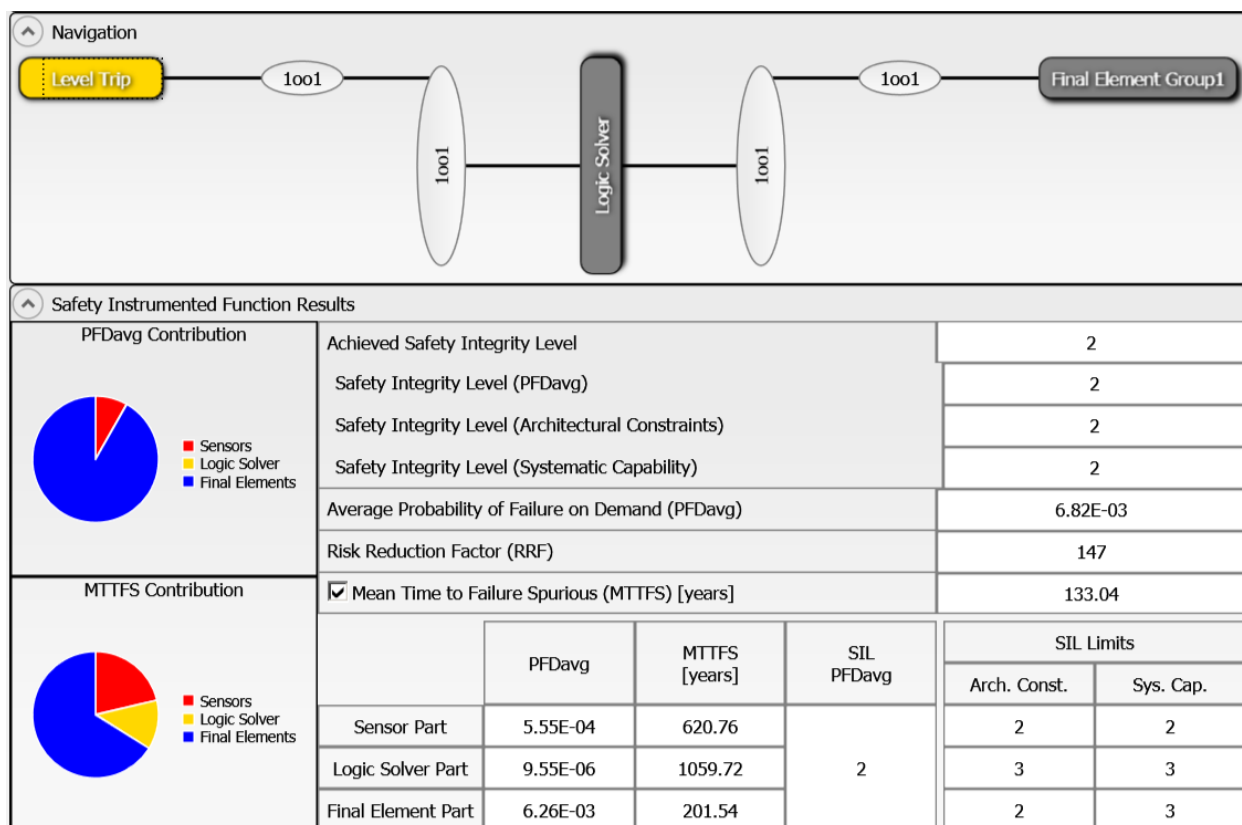 Navigation
Level Trip
1oo1
1oo1
Logic Solver
1oo1
1oo1
Final Element Group1
Safety Instrumented Function Results
PFDavg Contribution
Sensors
Logic Solver
Final Elements
MTTFS Contribution
Sensors
Logic Solver
Final Elements
Achieved Safety Integrity Level 2
Safety Integrity Level (PFDavg) 2
Safety Integrity Level (Architectural Constraints) 2
Safety Integrity Level (Systematic Capability) 2
Average Probability of Failure on Demand (PFDavg) 6.82E-03
Risk Reduction Factor (RRF) 147
Mean Time to Failure Spurious (MTTFS) [years] 133.04
PFDavg
MTTFS
[years]
SIL
PFDavg
SIL Limits
Arch. Const. Sys. Cap.
Sensor Part 5.55E-04 620.76 2 2
Logic Solver Part 9.55E-06 1059.72 2 3 3
Final Element Part 6.26E-03 201.54 2 3